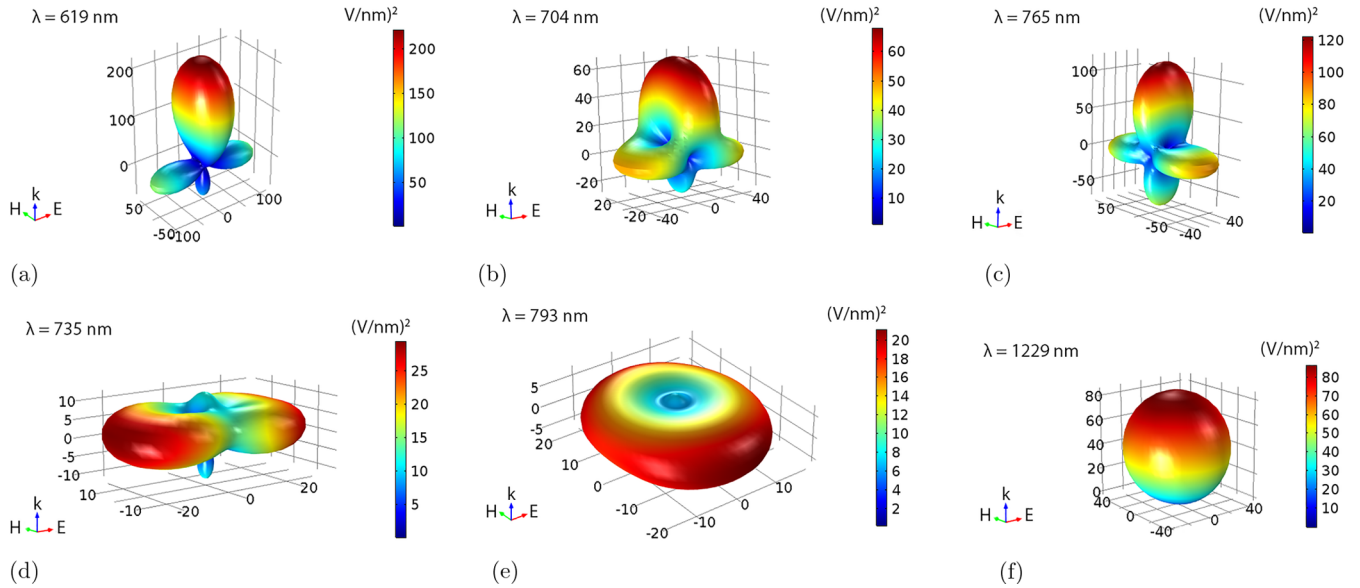 λ = 619 nm
V/nm)²
200
100
0
50
-50
-100
0
100
200
150
100
50
k
H
E
(a)
λ = 704 nm
(V/nm)²
60
40
20
0
-20
20
-20
-40
0
40
60
50
40
30
20
10
k
H
E
(b)
λ = 765 nm
(V/nm)²
100
50
0
-50
50
-50
-40
40
120
100
80
60
40
20
k
H
E
(c)
λ = 735 nm
(V/nm)²
10
5
0
-5
-10
10
-10
-20
0
20
25
20
15
10
5
k
H
E
(d)
λ = 793 nm
(V/nm)²
5
0
-5
20
10
0
-10
-20
-10
0
10
20
18
16
14
12
10
8
6
4
2
k
H
E
(e)
λ = 1229 nm
(V/nm)²
80
60
40
20
0
40
0
-40
0
40
80
70
60
50
40
30
20
10
k
H
E
(f)